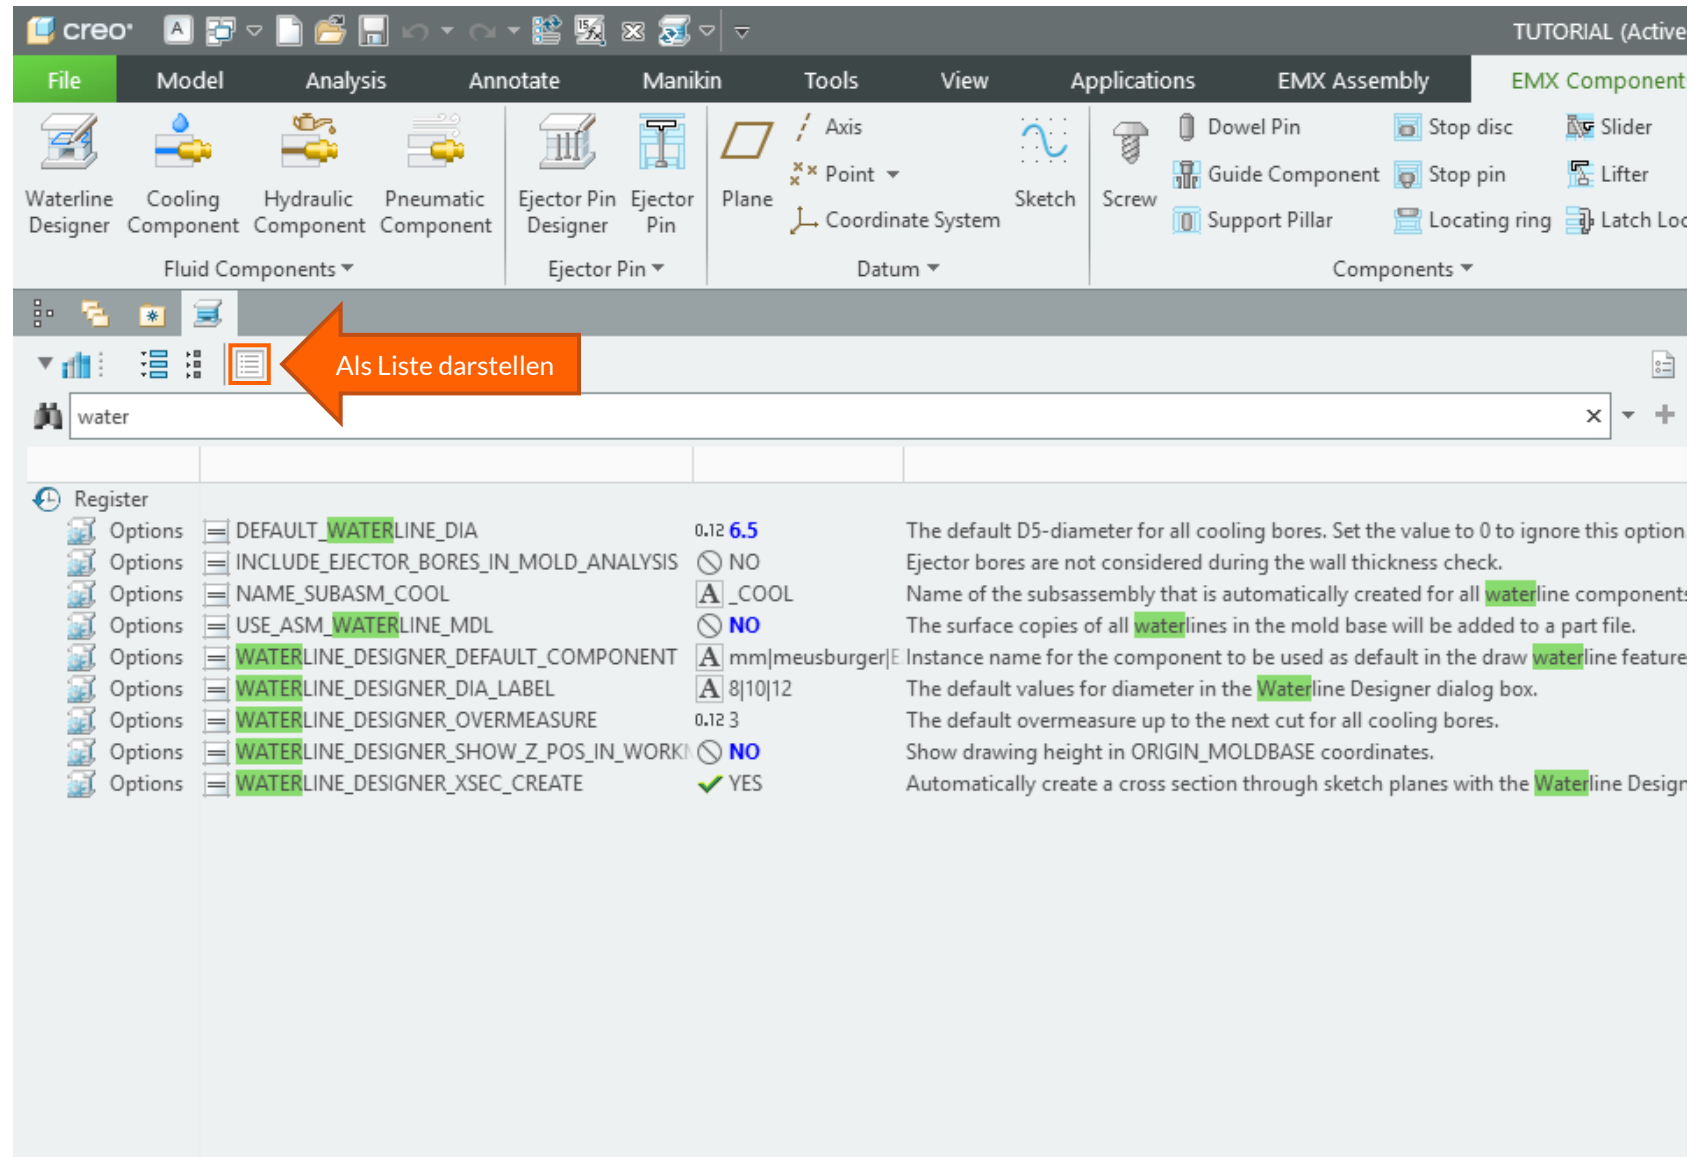 creo
TUTORIAL (Active
File Model Analysis Annotate Manikin Tools View Applications EMX Assembly EMX Component
Waterline Designer
Cooling Component
Hydraulic Component
Pneumatic Component
Fluid Components
Ejector Pin Designer
Ejector Pin
Ejector Pin
Plane
Axis
Point
Coordinate System
Sketch
Datum
Screw
Dowel Pin
Guide Component
Support Pillar
Stop disc
Stop pin
Locating ring
Slider
Lifter
Latch Loc
Components
Als Liste darstellen
water
Register
Options DEFAULT_WATERLINE_DIA 0.12 6.5 The default D5-diameter for all cooling bores. Set the value to 0 to ignore this option.
Options INCLUDE_EJECTOR_BORES_IN_MOLD_ANALYSIS NO Ejector bores are not considered during the wall thickness check.
Options NAME_SUBASM_COOL A _COOL Name of the subsassembly that is automatically created for all waterline components
Options USE_ASM_WATERLINE_MDL NO The surface copies of all waterlines in the mold base will be added to a part file.
Options WATERLINE_DESIGNER_DEFAULT_COMPONENT A mm|meusburger|E Instance name for the component to be used as default in the draw waterline feature
Options WATERLINE_DESIGNER_DIA_LABEL A 8|10|12 The default values for diameter in the Waterline Designer dialog box.
Options WATERLINE_DESIGNER_OVERMEASURE 0.12 3 The default overmeasure up to the next cut for all cooling bores.
Options WATERLINE_DESIGNER_SHOW_Z_POS_IN_WORK NO Show drawing height in ORIGIN_MOLDBASE coordinates.
Options WATERLINE_DESIGNER_XSEC_CREATE YES Automatically create a cross section through sketch planes with the Waterline Design